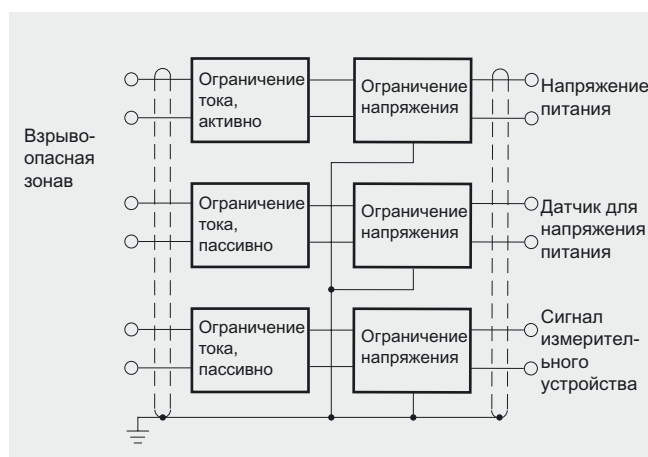 Взрыво-
опасная
зонав
Ограничение
тока,
активно
Ограничение
напряжения
Напряжение
питания
Ограничение
тока,
пассивно
Ограничение
напряжения
Датчик для
напряжения
питания
Ограничение
тока,
пассивно
Ограничение
напряжения
Сигнал
измерител-
ьного
устройства